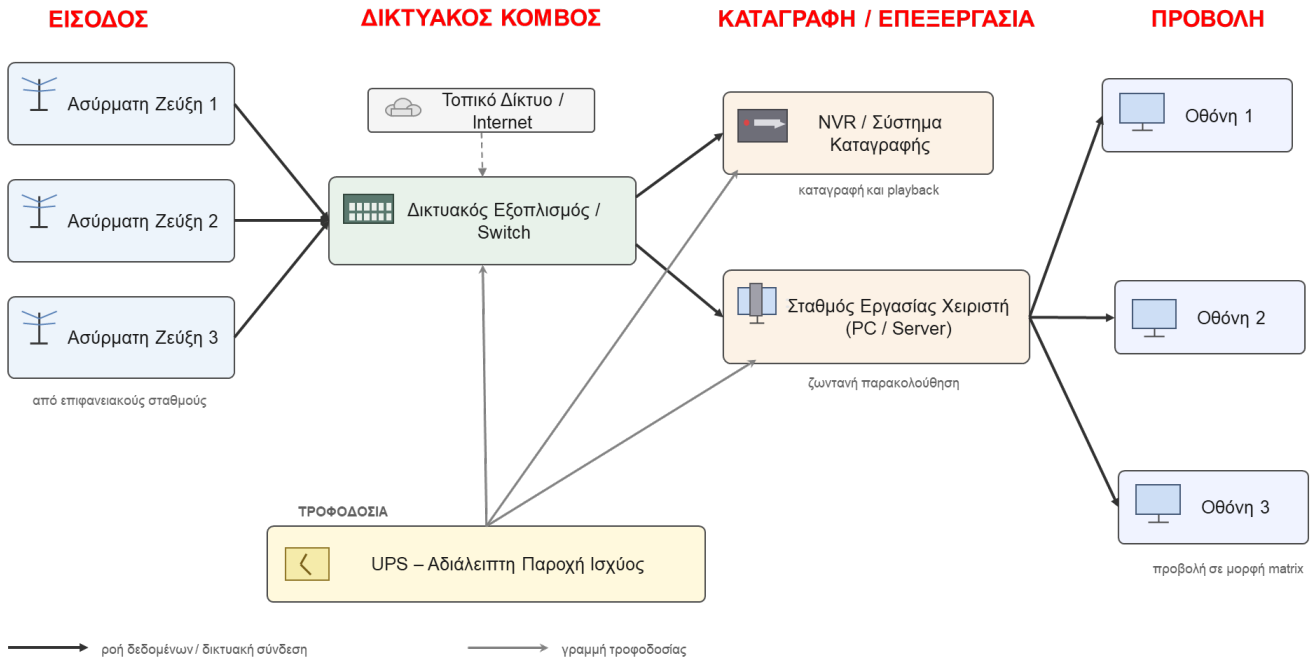 ΕΙΣΟΔΟΣ
ΔΙΚΤΥΑΚΟΣ ΚΟΜΒΟΣ
ΚΑΤΑΓΡΑΦΗ / ΕΠΕΞΕΡΓΑΣΙΑ
ΠΡΟΒΟΛΗ
Ασύρματη Ζεύξη 1
Ασύρματη Ζεύξη 2
Ασύρματη Ζεύξη 3
από επιφανειακούς σταθμούς
Τοπικό Δίκτυο /
Internet
Δικτυακός Εξοπλισμός /
Switch
NVR / Σύστημα
Καταγραφής
καταγραφή και playback
Σταθμός Εργασίας Χειριστή
(PC / Server)
ζωντανή παρακολούθηση
Οθόνη 1
Οθόνη 2
Οθόνη 3
προβολή σε μορφή matrix
ΤΡΟΦΟΔΟΣΙΑ
UPS – Αδιάλειπτη Παροχή Ισχύος
ροή δεδομένων / δικτυακή σύνδεση
γραμμή τροφοδοσίας